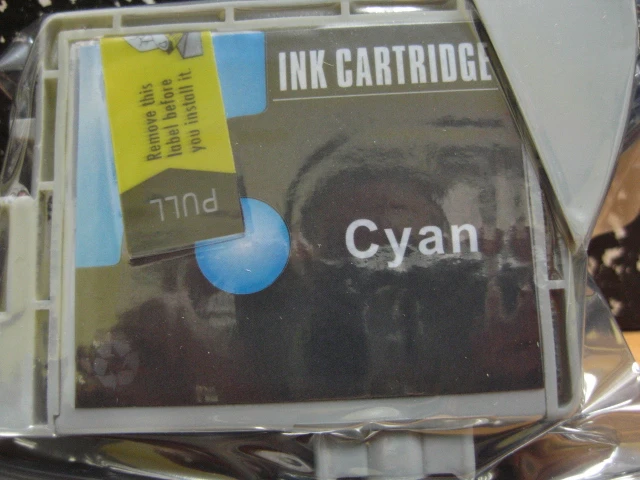 INK CARTRIDGE
Remove this
label before
you install it.
PULL
Cyan